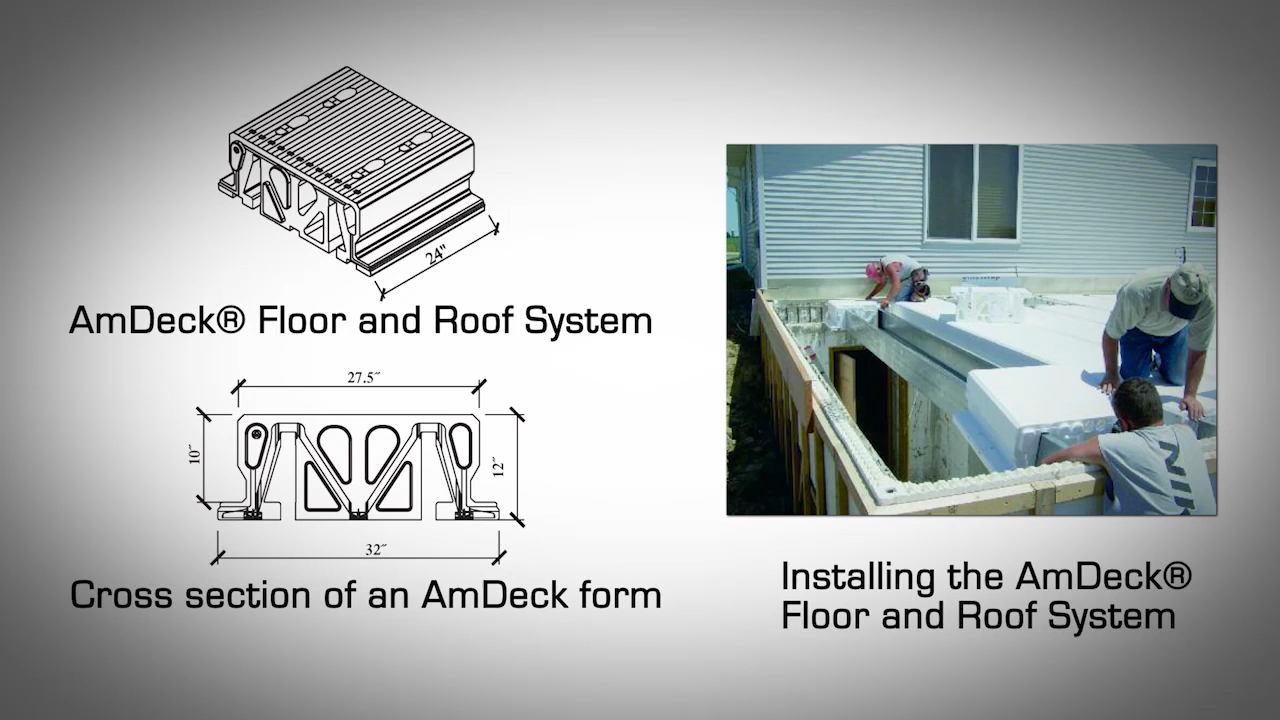 24"
AmDeck® Floor and Roof System
27.5″
10″
12″
32″
Cross section of an AmDeck form
Installing the AmDeck®
Floor and Roof System